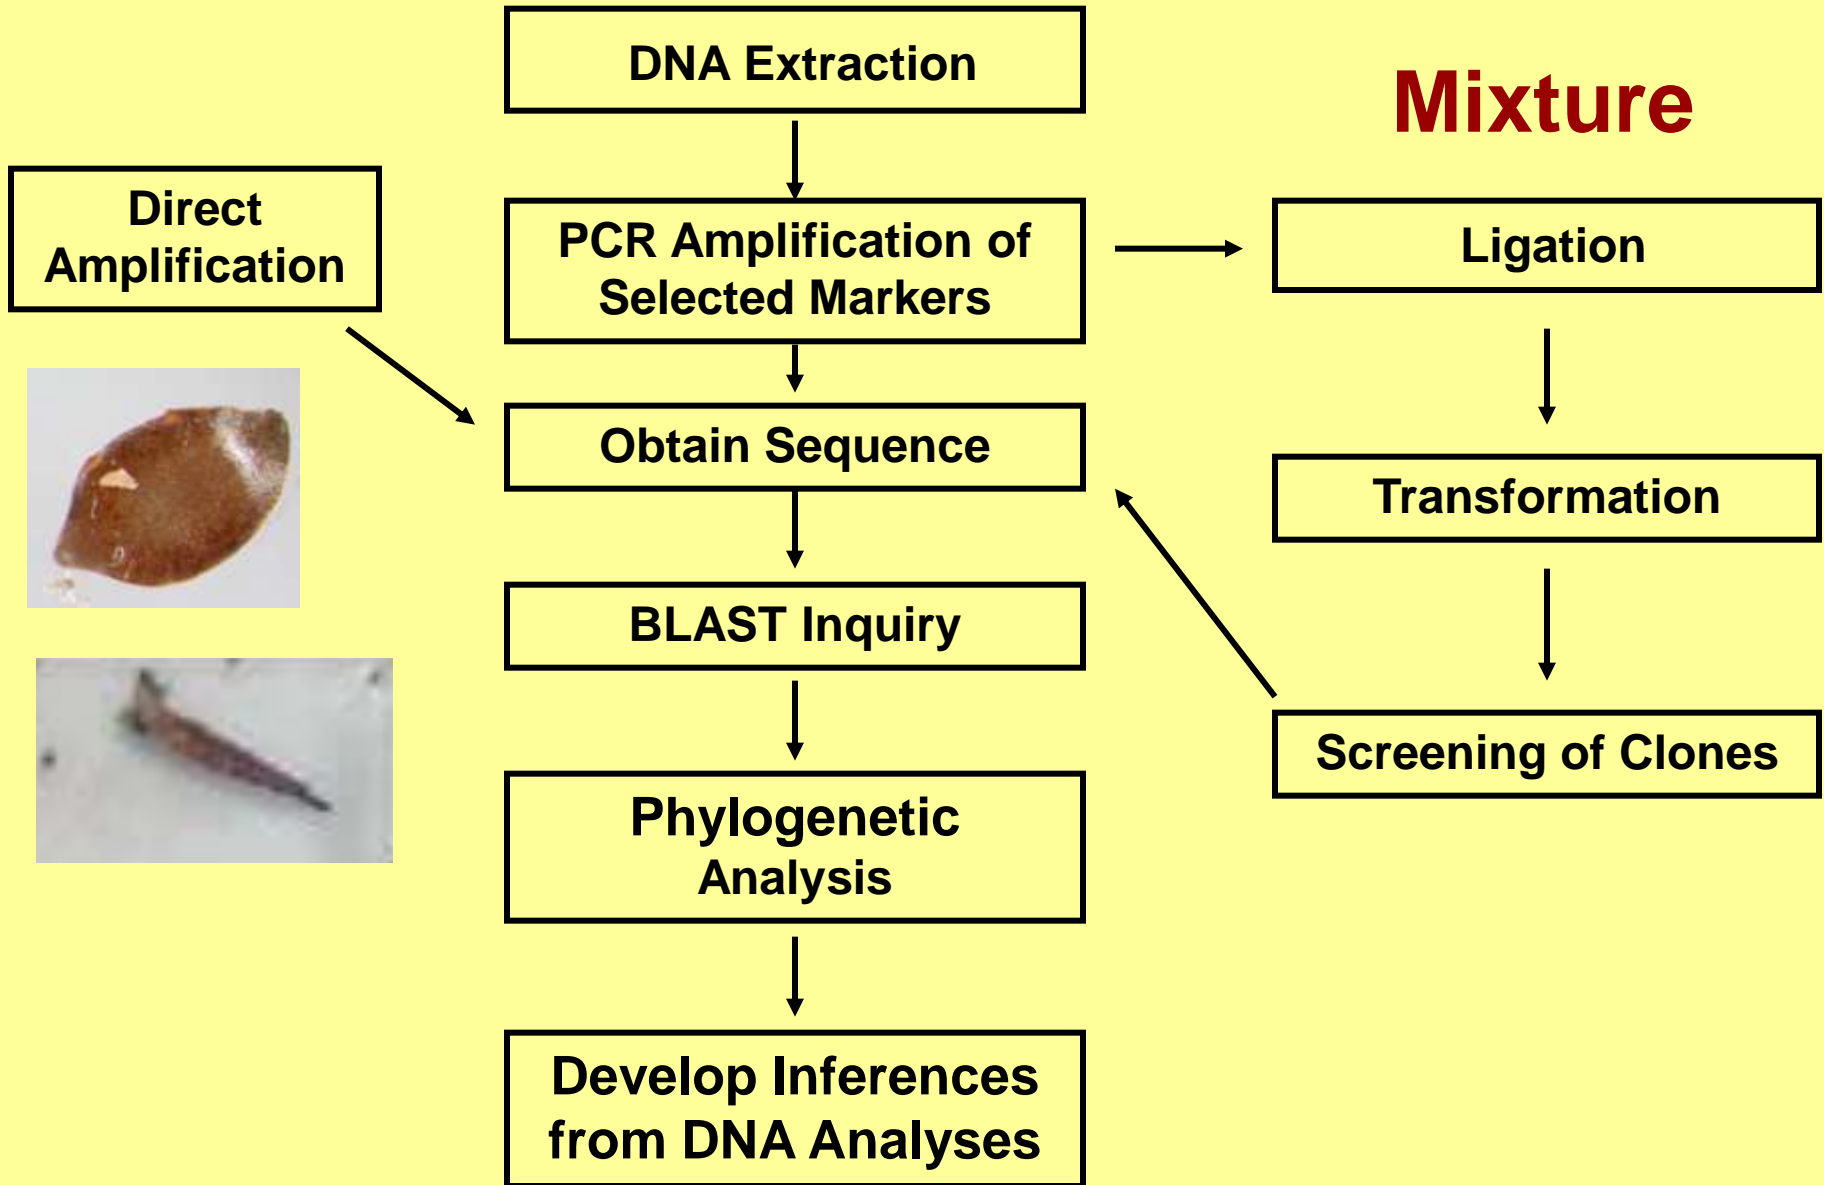 DNA Extraction
Mixture
Direct
Amplification
PCR Amplification of
Selected Markers
Ligation
Obtain Sequence
Transformation
BLAST Inquiry
Screening of Clones
Phylogenetic
Analysis
Develop Inferences
from DNA Analyses